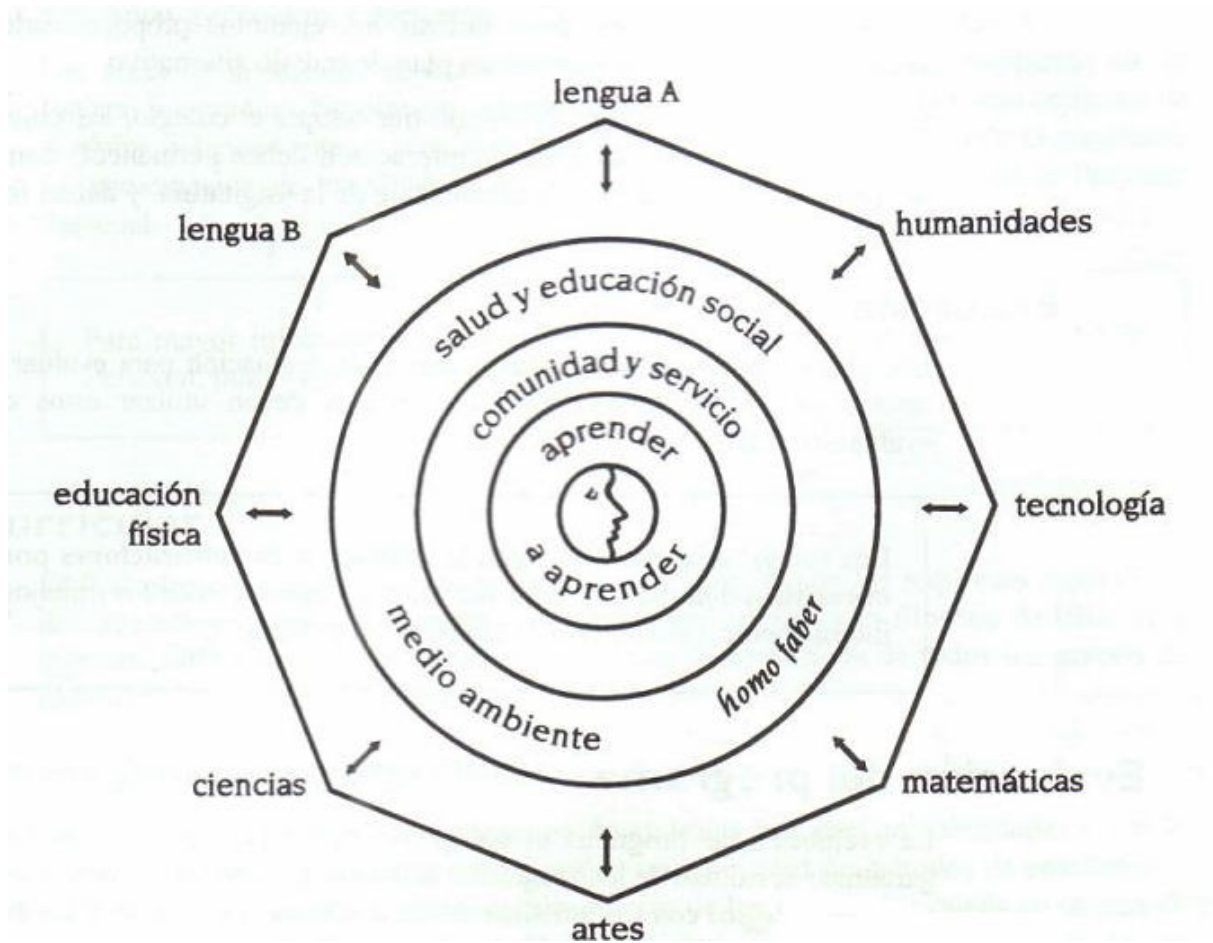 lengua A
lengua B
humanidades
salud y educación social
comunidad y servicio
aprender
a aprender
educación
física
tecnología
medio ambiente
homo faber
ciencias
matemáticas
artes